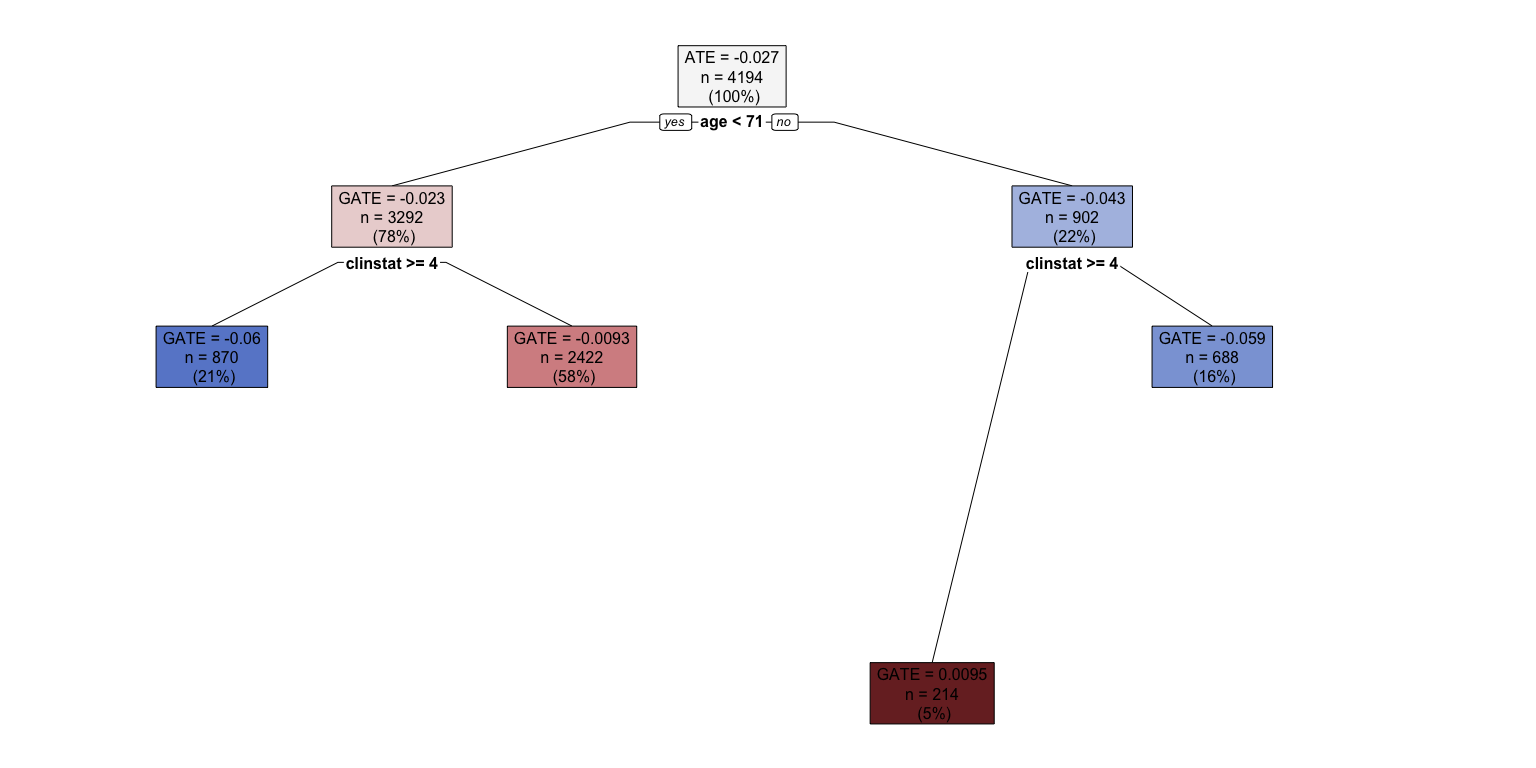 ATE = -0.027
n = 4194
(100%)
yes age < 71 no
GATE = -0.023
n = 3292
(78%)
clinstat >= 4
GATE = -0.043
n = 902
(22%)
clinstat >= 4
GATE = -0.06
n = 870
(21%)
GATE = -0.0093
n = 2422
(58%)
GATE = -0.059
n = 688
(16%)
GATE = 0.0095
n = 214
(5%)